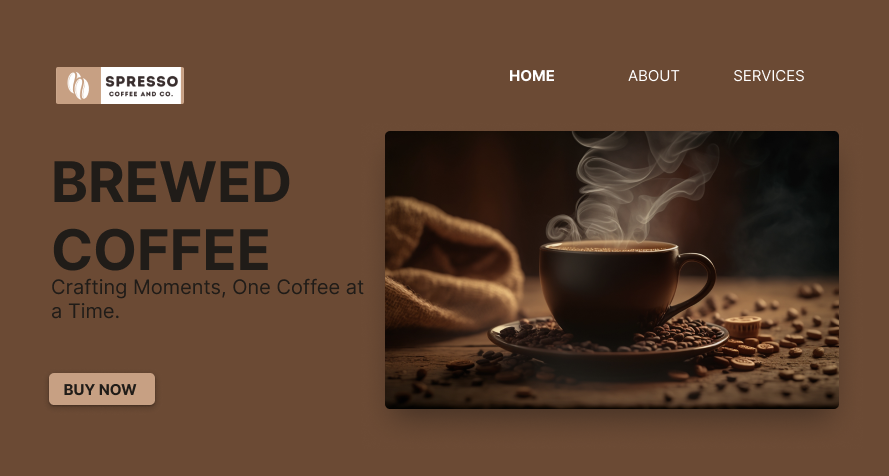 SPRESSO
COFFEE AND CO.
HOME
ABOUT
SERVICES
BREWED
COFFEE
Crafting Moments, One Coffee at
a Time.
BUY NOW